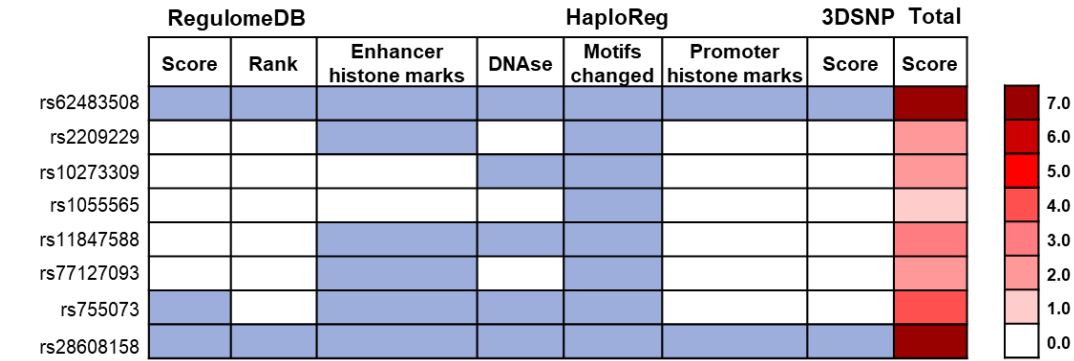 RegulomeDB HaploReg 3DSNP Total
Score Rank Enhancer histone marks DNAse Motifs changed Promoter histone marks Score Score
rs62483508
rs2209229
rs10273309
rs1055565
rs11847588
rs77127093
rs755073
rs28608158
7.0
6.0
5.0
4.0
3.0
2.0
1.0
0.0